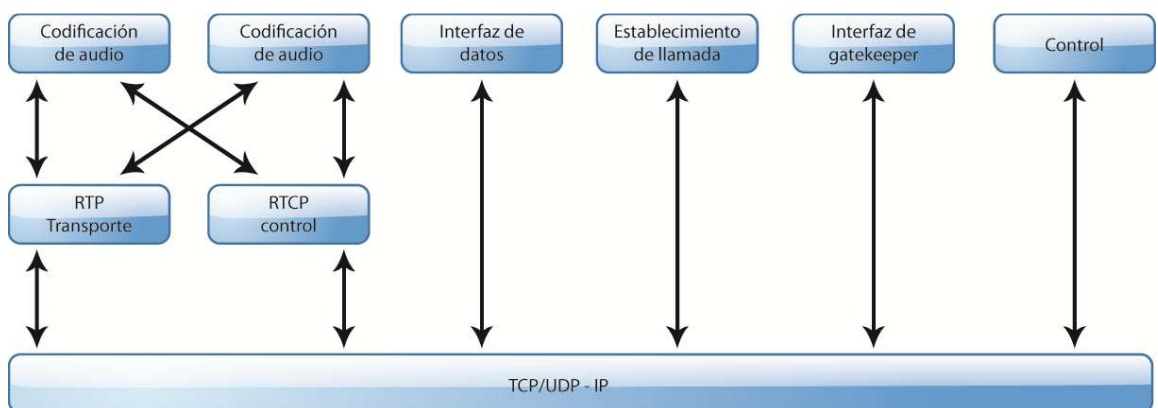 Codificación
de audio
Codificación
de audio
Interfaz de
datos
Establecimiento
de llamada
Interfaz de
gatekeeper
Control
RTP
Transporte
RTCP
control
TCP/UDP - IP